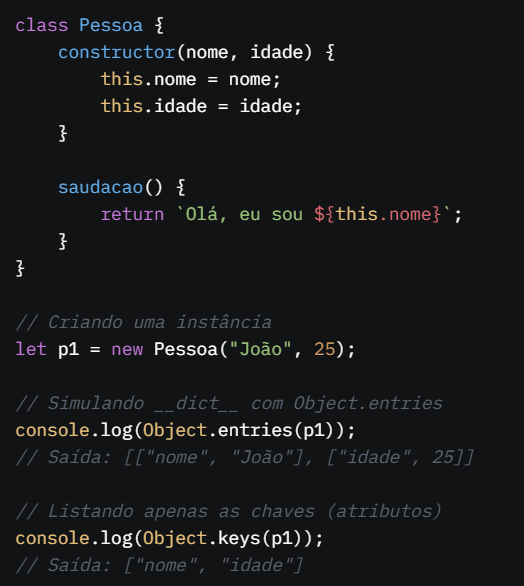 class Pessoa {
    constructor(nome, idade) {
        this.nome = nome;
        this.idade = idade;
    }

    saudacao() {
        return `Olá, eu sou ${this.nome}`;
    }
}

// Criando uma instância
let p1 = new Pessoa("João", 25);

// Simulando __dict__ com Object.entries
console.log(Object.entries(p1));
// Saída: [["nome", "João"], ["idade", 25]]

// Listando apenas as chaves (atributos)
console.log(Object.keys(p1));
// Saída: ["nome", "idade"]